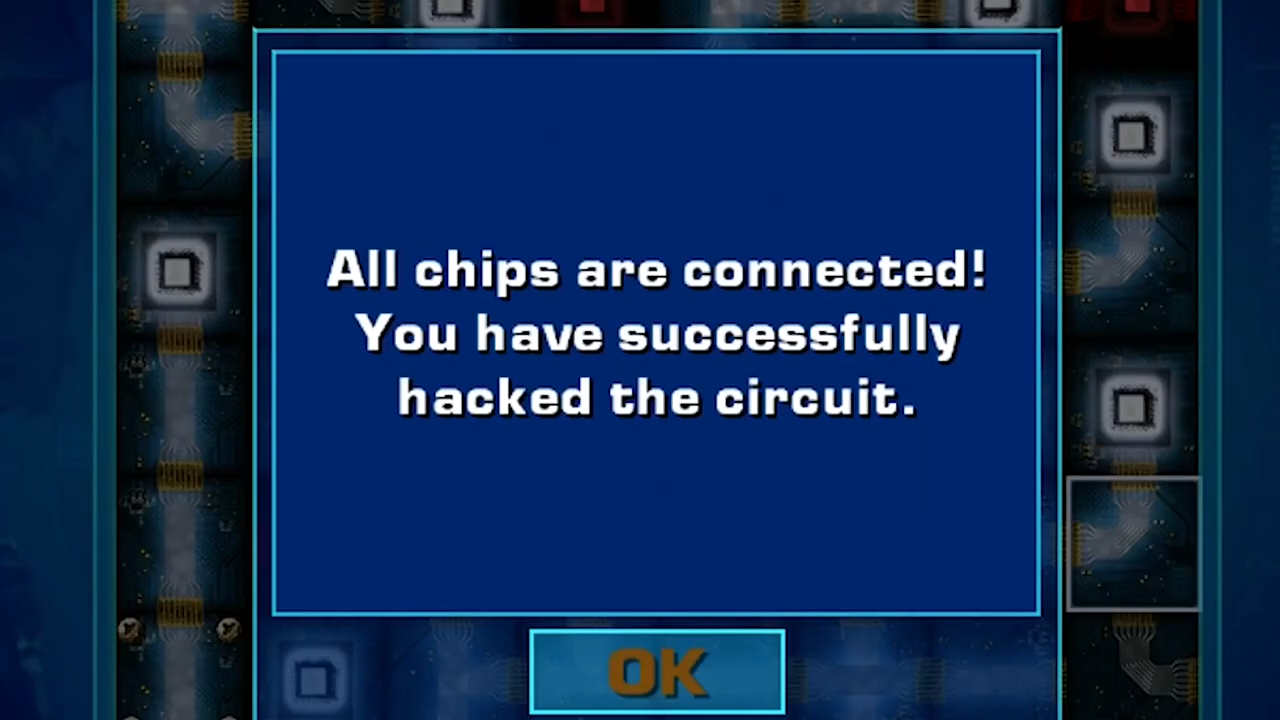 All chips are connected!
You have successfully
hacked the circuit.
OK